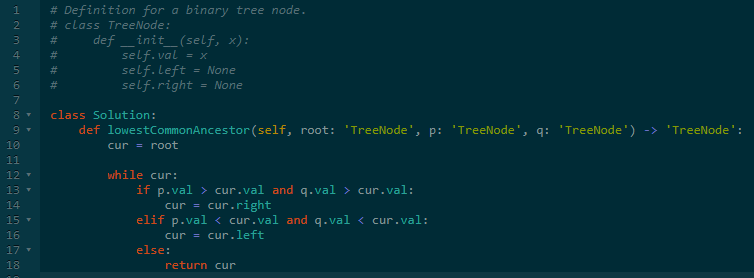 1 # Definition for a binary tree node.
2 # class TreeNode:
3 #     def __init__(self, x):
4 #         self.val = x
5 #         self.left = None
6 #         self.right = None
7
8 class Solution:
9     def lowestCommonAncestor(self, root: 'TreeNode', p: 'TreeNode', q: 'TreeNode') -> 'TreeNode':
10         cur = root
11
12         while cur:
13             if p.val > cur.val and q.val > cur.val:
14                 cur = cur.right
15             elif p.val < cur.val and q.val < cur.val:
16                 cur = cur.left
17             else:
18                 return cur